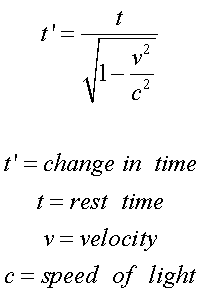 t' = t / √(1 − v²/c²)
t' = change in time
t = rest time
v = velocity
c = speed of light